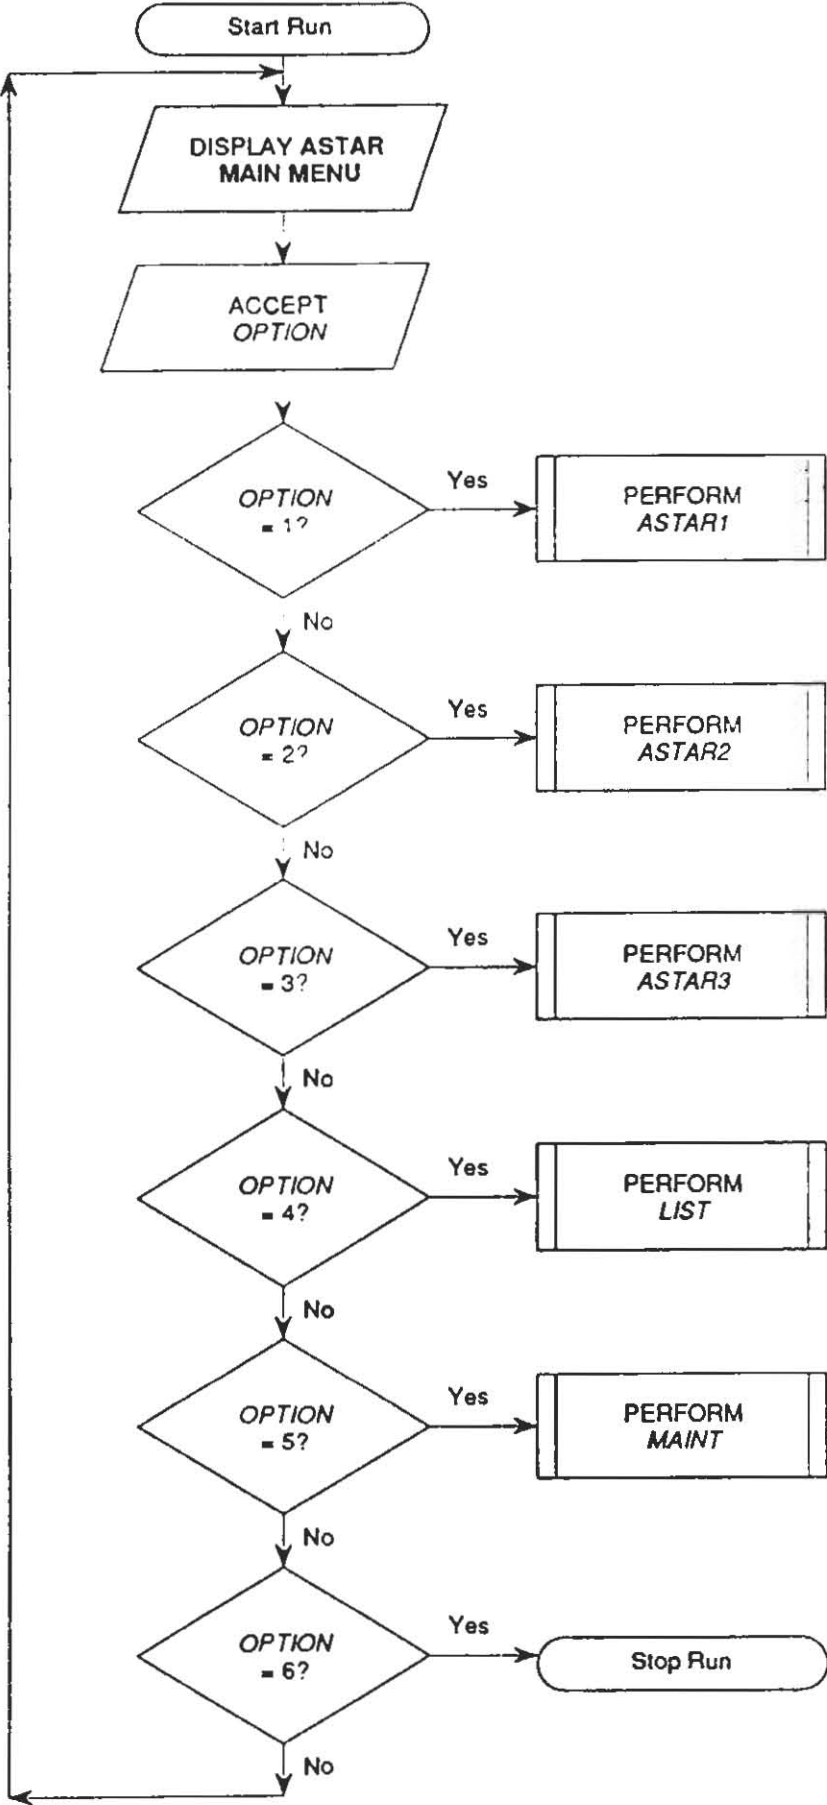 Start Run
DISPLAY ASTAR
MAIN MENU
ACCEPT
OPTION
OPTION
= 1?
Yes
PERFORM
ASTAR1
No
OPTION
= 2?
Yes
PERFORM
ASTAR2
No
OPTION
= 3?
Yes
PERFORM
ASTAR3
No
OPTION
= 4?
Yes
PERFORM
LIST
No
OPTION
= 5?
Yes
PERFORM
MAINT
No
OPTION
= 6?
Yes
Stop Run
No